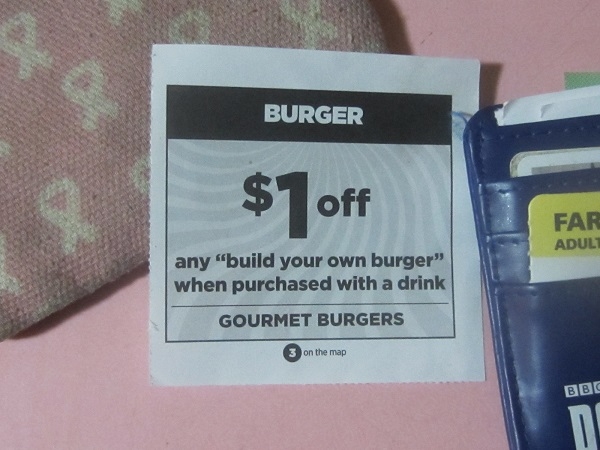 BURGER
$1 off
any “build your own burger”
when purchased with a drink
GOURMET BURGERS
3 on the map
FAR
ADULT
BBC